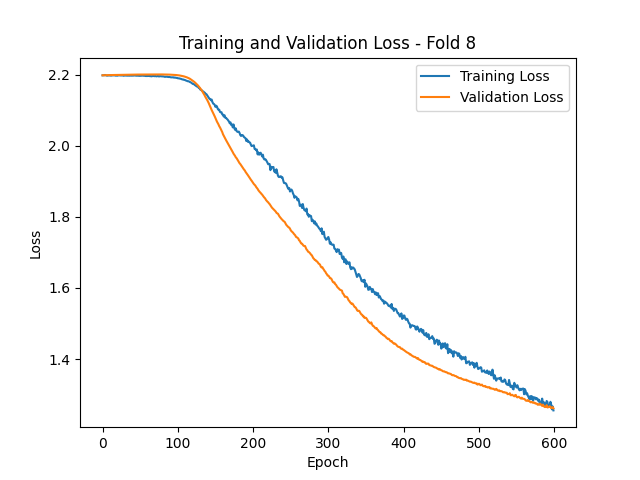 Training and Validation Loss - Fold 8
Training Loss
Validation Loss
2.2
2.0
1.8
1.6
1.4
Loss
0 100 200 300 400 500 600
Epoch